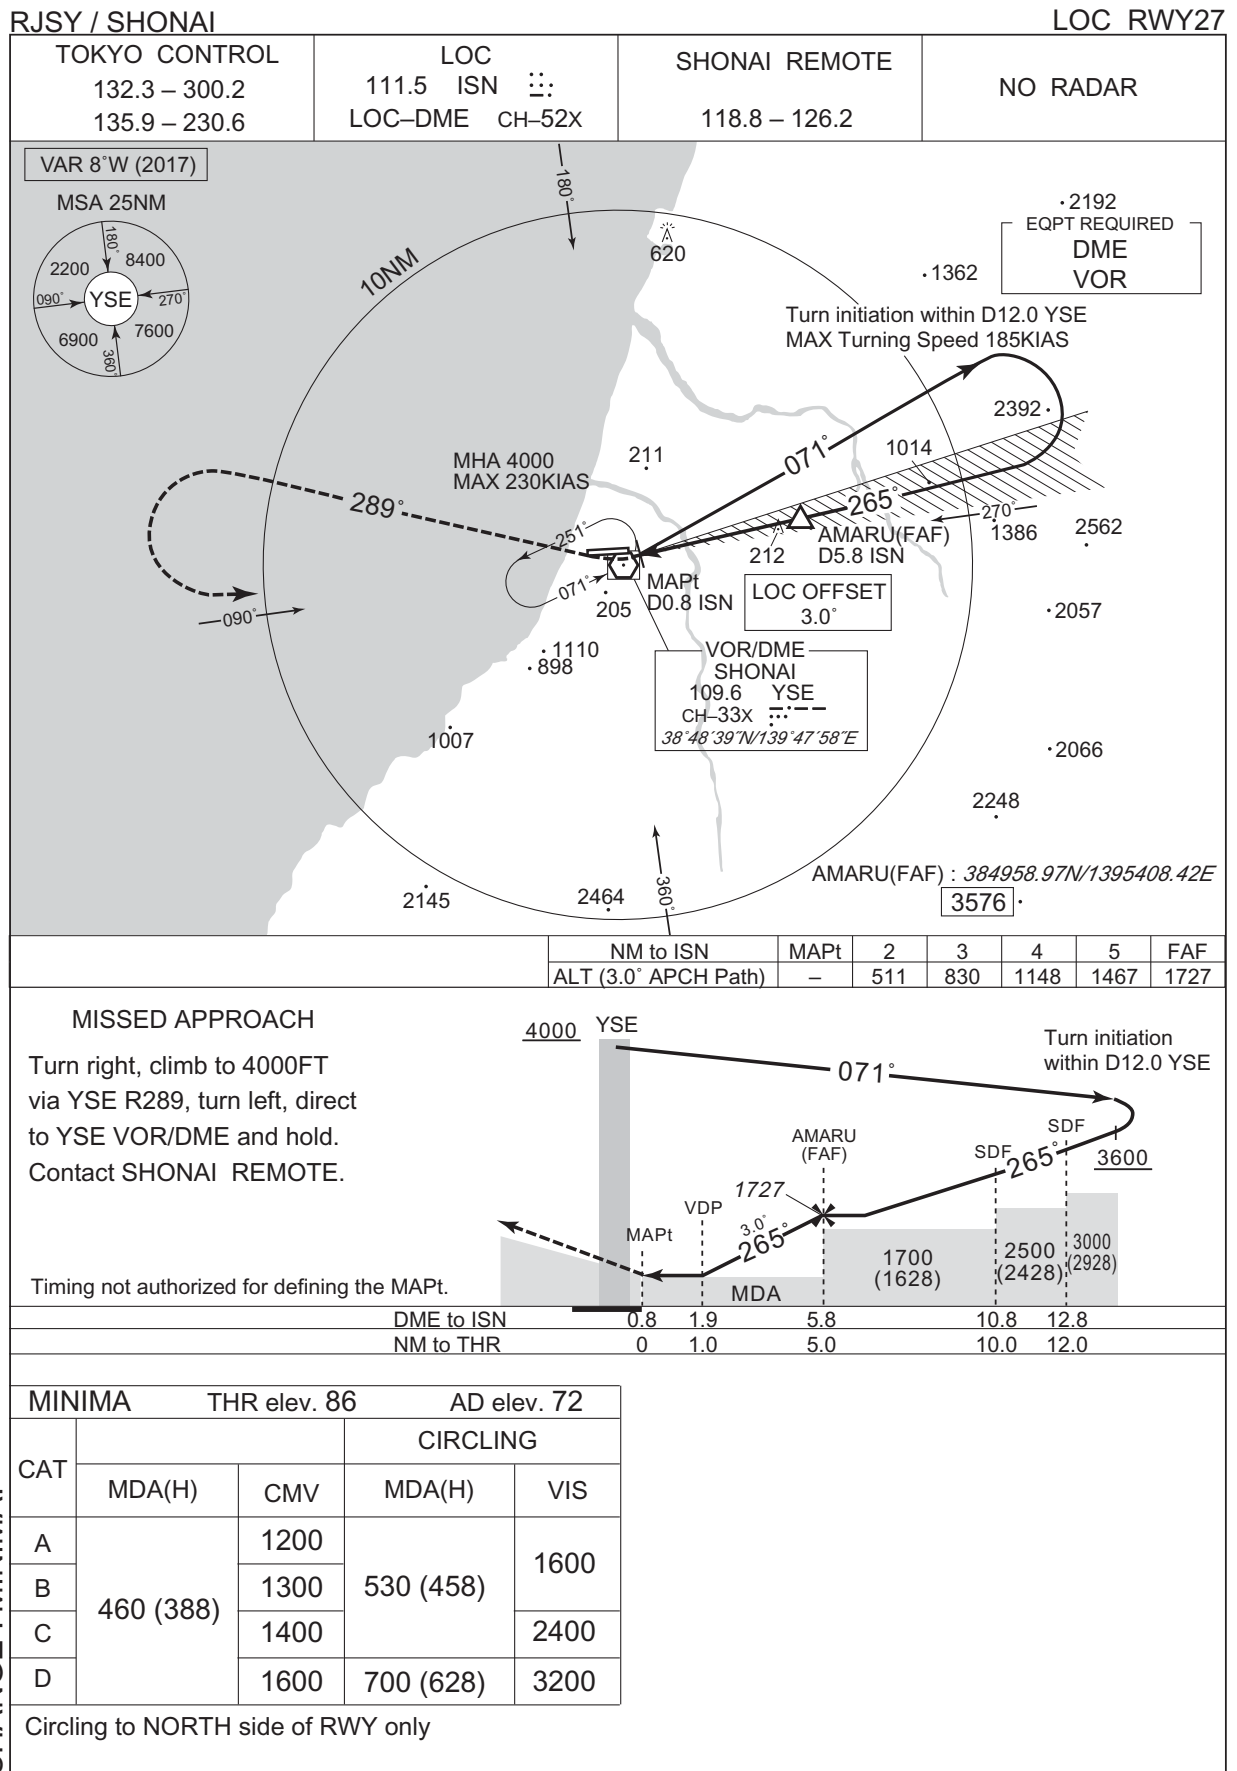 RJSY / SHONAI
LOC RWY27
TOKYO CONTROL
132.3 – 300.2
135.9 – 230.6
LOC
111.5 ISN
LOC–DME CH–52X
SHONAI REMOTE
118.8 – 126.2
NO RADAR
VAR 8°W (2017)
MSA 25NM
180°
2200
8400
090°
YSE
270°
6900
7600
360°
180°
10NM
620
2192
EQPT REQUIRED
DME
VOR
1362
Turn initiation within D12.0 YSE
MAX Turning Speed 185KIAS
2392
1014
071°
211
MHA 4000
MAX 230KIAS
289°
265°
270°
1386
2562
251°
AMARU(FAF)
D5.8 ISN
212
071°
MAPt
D0.8 ISN
205
LOC OFFSET
3.0°
2057
090°
1110
898
VOR/DME
SHONAI
109.6 YSE
CH–33X
38°48´39˝N/139°47´58˝E
1007
2066
2248
AMARU(FAF) : 384958.97N/1395408.42E
3576
2145
2464
360°
NM to ISN MAPt 2 3 4 5 FAF
ALT (3.0° APCH Path) – 511 830 1148 1467 1727
MISSED APPROACH
Turn right, climb to 4000FT
via YSE R289, turn left, direct
to YSE VOR/DME and hold.
Contact SHONAI REMOTE.
Timing not authorized for defining the MAPt.
4000
YSE
071°
Turn initiation
within D12.0 YSE
AMARU
(FAF)
SDF
SDF
265°
3600
1727
VDP
3.0°
265°
MAPt
MDA
1700
(1628)
2500
(2428)
3000
(2928)
DME to ISN 0.8 1.9 5.8 10.8 12.8
NM to THR 0 1.0 5.0 10.0 12.0
MINIMA THR elev. 86 AD elev. 72
CAT
CIRCLING
MDA(H) CMV MDA(H) VIS
A 1200
B 1300
C 1400
D 1600
460 (388)
530 (458)
700 (628)
1600
2400
3200
Circling to NORTH side of RWY only